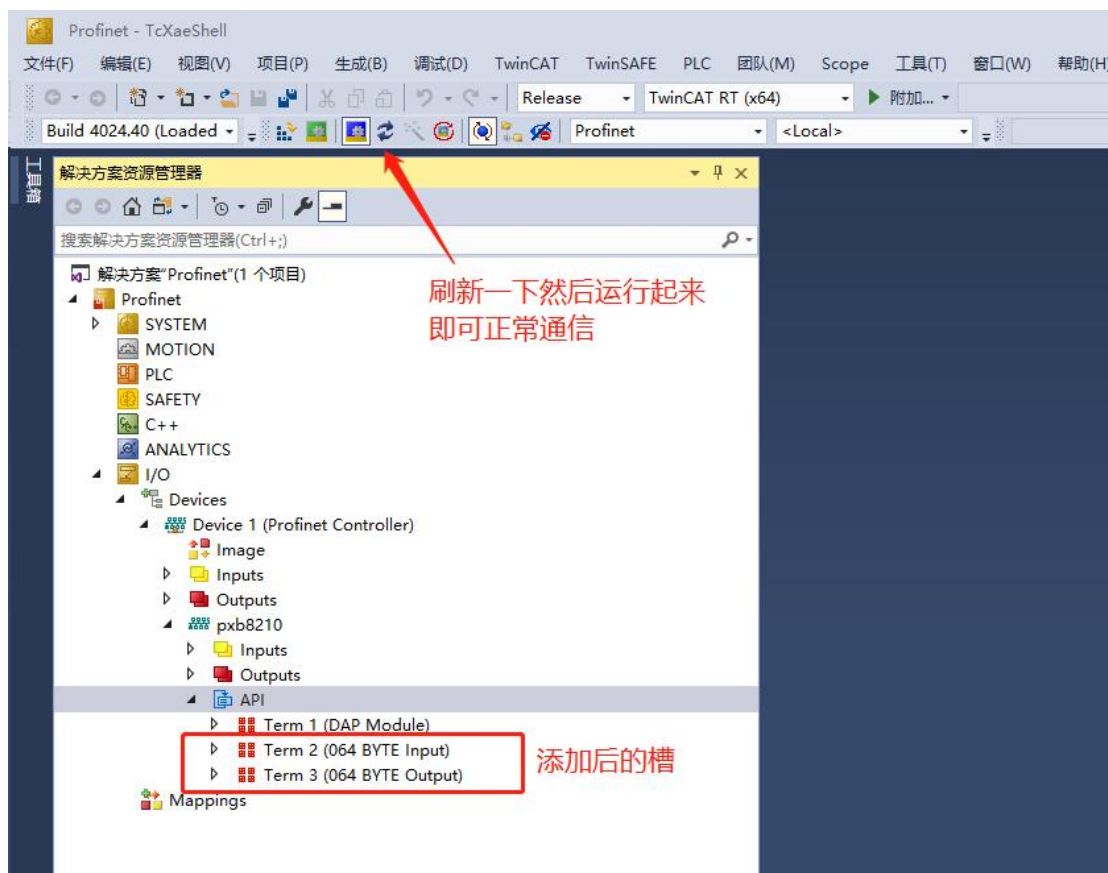 Profinet - TcXaeShell
文件(F) 编辑(E) 视图(V) 项目(P) 生成(B) 调试(D) TwinCAT TwinSAFE PLC 团队(M) Scope 工具(T) 窗口(W) 帮助(H)
Release TwinCAT RT (x64) 附加...
Build 4024.40 (Loaded Profinet <Local>
工具箱
解决方案资源管理器
搜索解决方案资源管理器(Ctrl+;)
解决方案"Profinet"(1 个项目)
Profinet
SYSTEM
MOTION
PLC
SAFETY
C++
ANALYTICS
I/O
Devices
Device 1 (Profinet Controller)
Image
Inputs
Outputs
pxb8210
Inputs
Outputs
API
Term 1 (DAP Module)
Term 2 (064 BYTE Input)
Term 3 (064 BYTE Output)
Mappings
刷新一下然后运行起来
即可正常通信
添加后的槽